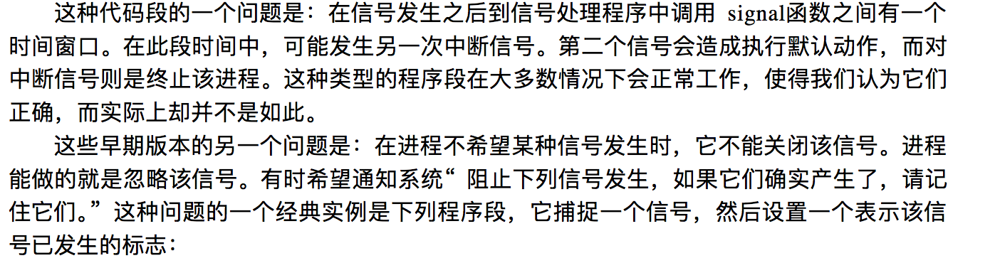 这种代码段的一个问题是：在信号发生之后到信号处理程序中调用 signal函数之间有一个
时间窗口。在此段时间中，可能发生另一次中断信号。第二个信号会造成执行默认动作，而对
中断信号则是终止该进程。这种类型的程序段在大多数情况下会正常工作，使得我们认为它们
正确，而实际上却并不是如此。
这些早期版本的另一个问题是：在进程不希望某种信号发生时，它不能关闭该信号。进程
能做的就是忽略该信号。有时希望通知系统“ 阻止下列信号发生，如果它们确实产生了，请记
住它们。” 这种问题的一个经典实例是下列程序段，它捕捉一个信号，然后设置一个表示该信
号已发生的标志：